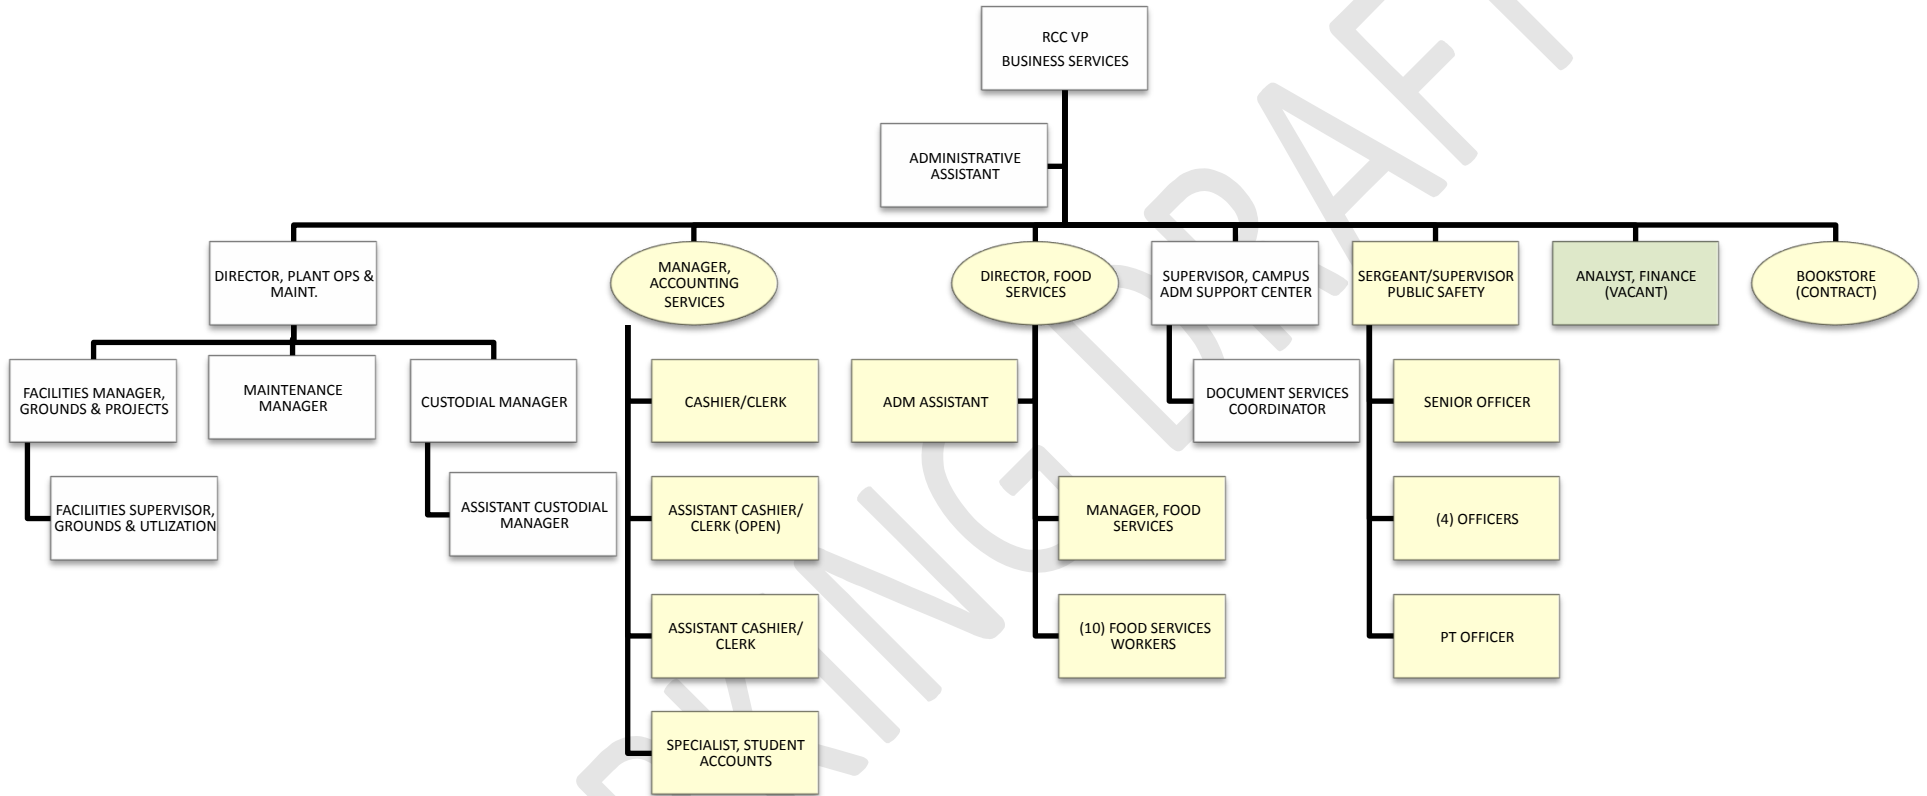 RCC VP
BUSINESS SERVICES
ADMINISTRATIVE
ASSISTANT
DIRECTOR, PLANT OPS &
MAINT.
MANAGER,
ACCOUNTING
SERVICES
DIRECTOR, FOOD
SERVICES
SUPERVISOR, CAMPUS
ADM SUPPORT CENTER
SERGEANT/SUPERVISOR
PUBLIC SAFETY
ANALYST, FINANCE
(VACANT)
BOOKSTORE
(CONTRACT)
FACILITIES MANAGER,
GROUNDS & PROJECTS
MAINTENANCE
MANAGER
CUSTODIAL MANAGER
CASHIER/CLERK
ADM ASSISTANT
DOCUMENT SERVICES
COORDINATOR
SENIOR OFFICER
FACILIITIES SUPERVISOR,
GROUNDS & UTLIZATION
ASSISTANT CUSTODIAL
MANAGER
ASSISTANT CASHIER/
CLERK (OPEN)
MANAGER, FOOD
SERVICES
(4) OFFICERS
ASSISTANT CASHIER/
CLERK
(10) FOOD SERVICES
WORKERS
PT OFFICER
SPECIALIST, STUDENT
ACCOUNTS
RKING DRAFT